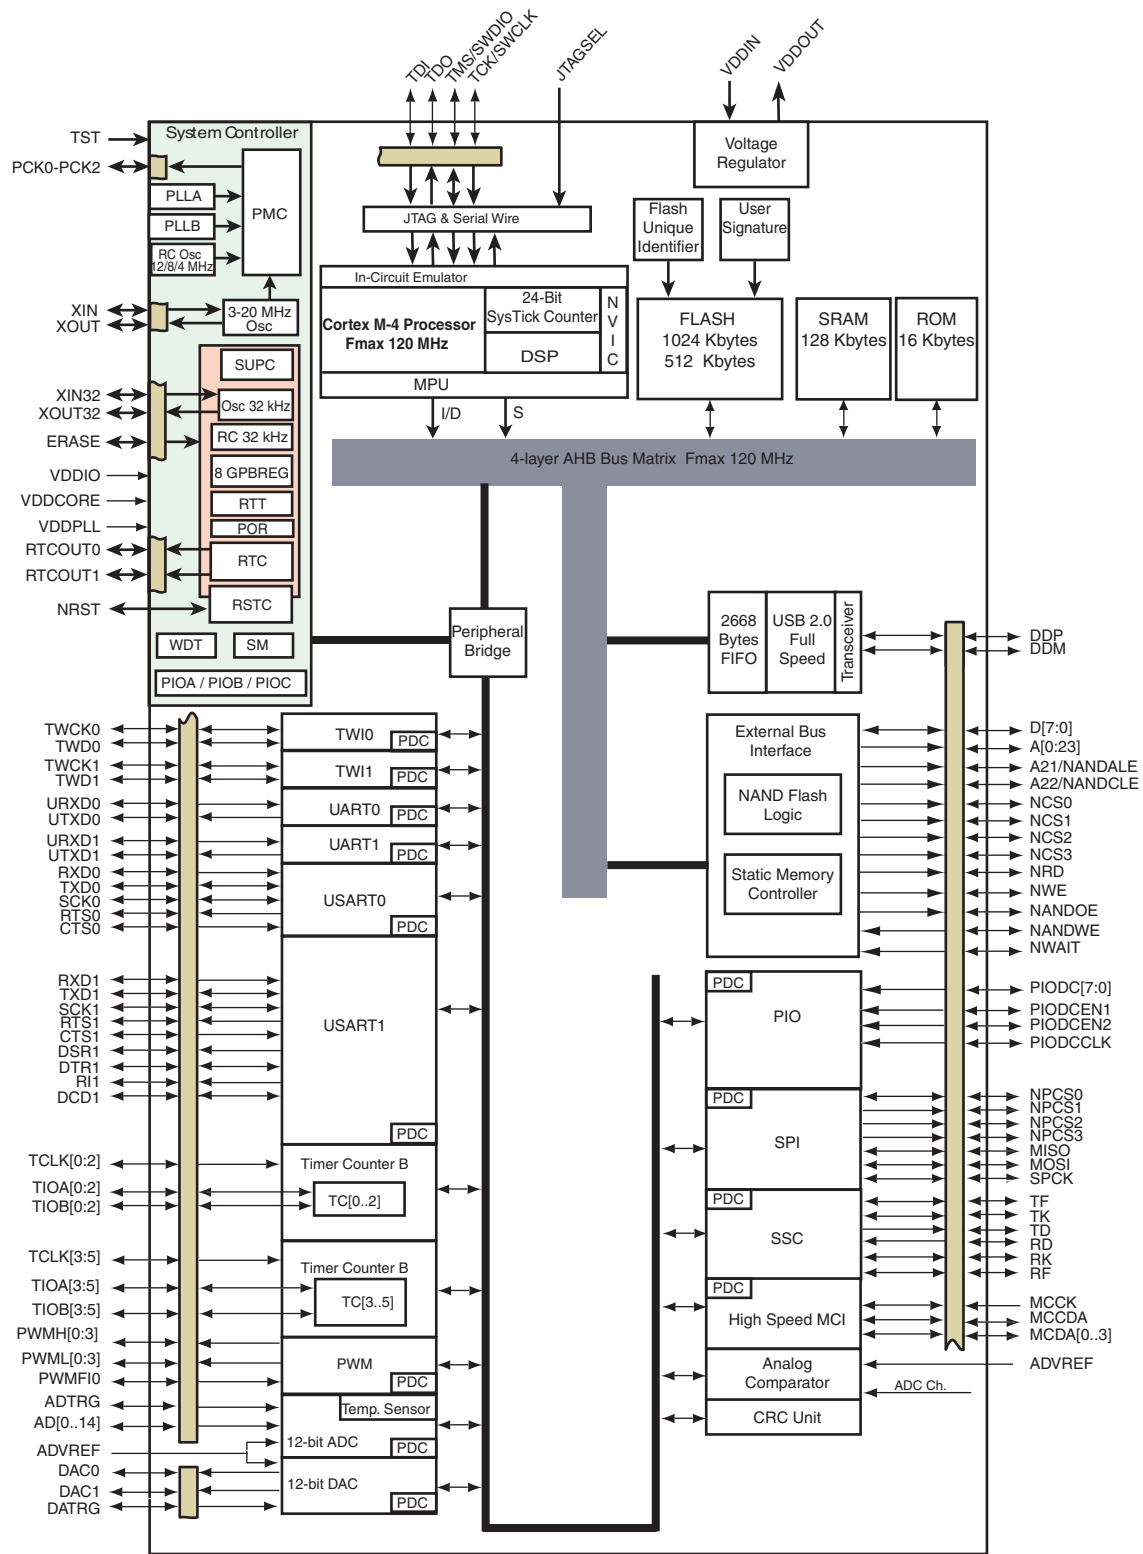 TDI
TDO
TMS/SWDIO
TCK/SWCLK
JTAGSEL
VDDIN
VDDOUT
System Controller
TST
PCK0-PCK2
PLLA
PLLB
RC Osc
12/8/4 MHz
PMC
XIN
XOUT
3-20 MHz
Osc
SUPC
XIN32
XOUT32
Osc 32 kHz
ERASE
RC 32 kHz
VDDIO
8 GPBREG
VDDCORE
RTT
VDDPLL
POR
RTCOUT0
RTCOUT1
RTC
NRST
RSTC
WDT
SM
PIOA / PIOB / PIOC
JTAG & Serial Wire
In-Circuit Emulator
Cortex M-4 Processor
Fmax 120 MHz
24-Bit
SysTick Counter
DSP
N
V
I
C
MPU
I/D
S
Voltage
Regulator
Flash
Unique
Identifier
User
Signature
FLASH
1024 Kbytes
512 Kbytes
SRAM
128 Kbytes
ROM
16 Kbytes
4-layer AHB Bus Matrix Fmax 120 MHz
Peripheral
Bridge
2668
Bytes
FIFO
USB 2.0
Full
Speed
Transceiver
DDP
DDM
TWCK0
TWD0
TWI0
PDC
TWCK1
TWD1
TWI1
PDC
URXD0
UTXD0
UART0
PDC
URXD1
UTXD1
UART1
PDC
RXD0
TXD0
SCK0
RTS0
CTS0
USART0
PDC
RXD1
TXD1
SCK1
RTS1
CTS1
DSR1
DTR1
RI1
DCD1
USART1
PDC
TCLK[0:2]
TIOA[0:2]
TIOB[0:2]
Timer Counter B
TC[0..2]
TCLK[3:5]
TIOA[3:5]
TIOB[3:5]
Timer Counter B
TC[3..5]
PWMH[0:3]
PWML[0:3]
PWMFI0
PWM
PDC
ADTRG
AD[0..14]
Temp. Sensor
ADVREF
12-bit ADC
PDC
DAC0
DAC1
DATRG
12-bit DAC
PDC
External Bus
Interface
NAND Flash
Logic
Static Memory
Controller
D[7:0]
A[0:23]
A21/NANDALE
A22/NANDCLE
NCS0
NCS1
NCS2
NCS3
NRD
NWE
NANDOE
NANDWE
NWAIT
PDC
PIO
PIODC[7:0]
PIODCEN1
PIODCEN2
PIODCCLK
PDC
SPI
NPCS0
NPCS1
NPCS2
NPCS3
MISO
MOSI
SPCK
PDC
SSC
TF
TK
TD
RD
RK
RF
PDC
High Speed MCI
MCCK
MCCDA
MCDA[0..3]
Analog
Comparator
ADVREF
ADC Ch.
CRC Unit